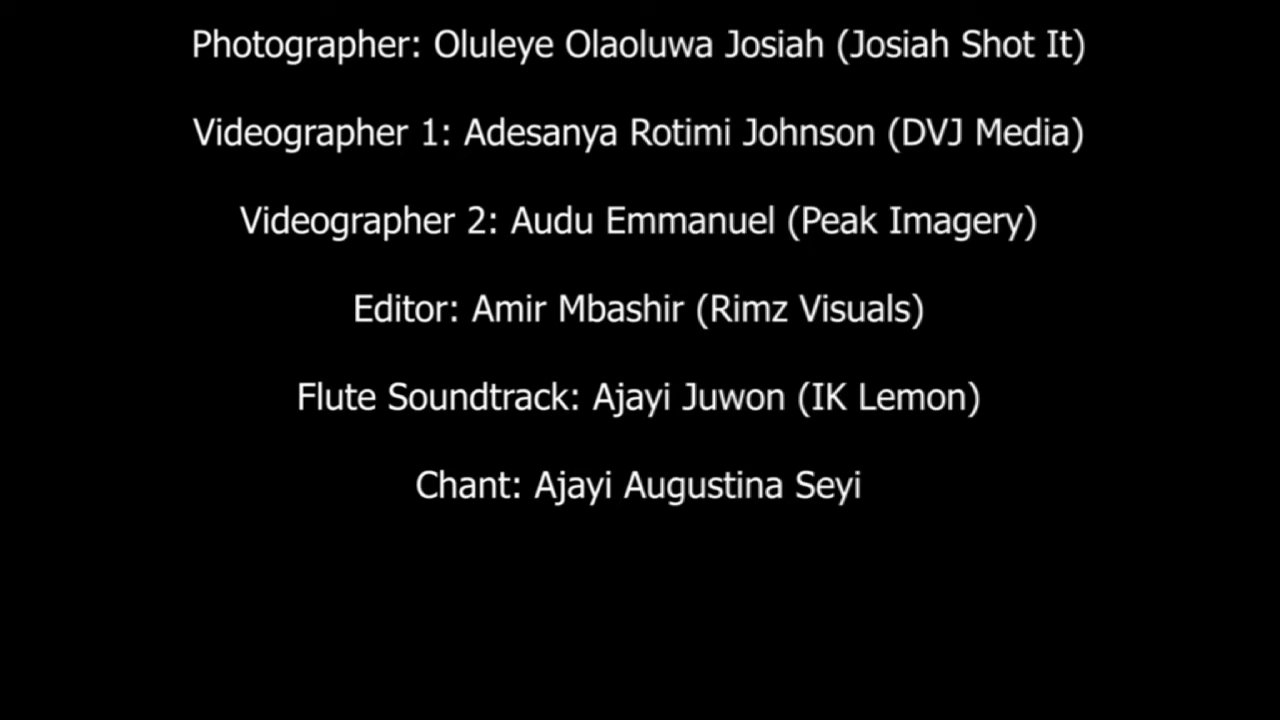 Photographer: Oluleye Olaoluwa Josiah (Josiah Shot It)
Videographer 1: Adesanya Rotimi Johnson (DVJ Media)
Videographer 2: Audu Emmanuel (Peak Imagery)
Editor: Amir Mbashir (Rimz Visuals)
Flute Soundtrack: Ajayi Juwon (IK Lemon)
Chant: Ajayi Augustina Seyi